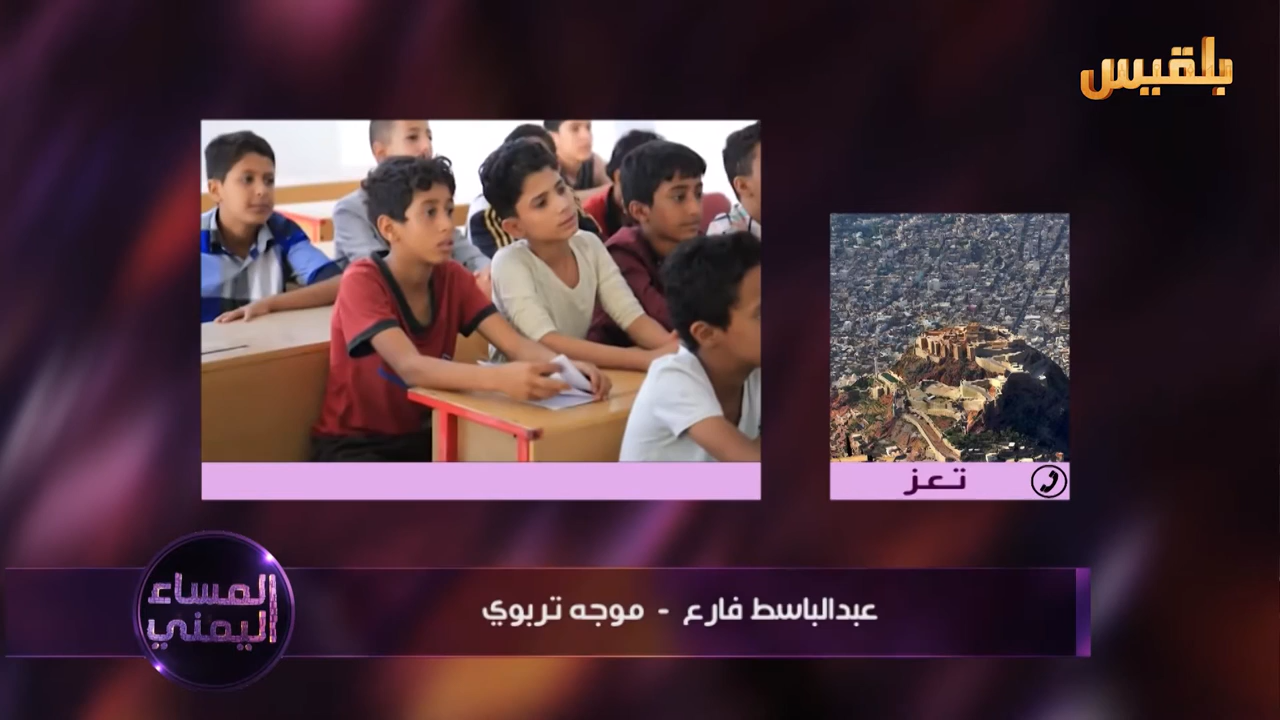 بلقيس
تعز
عبدالباسط فارع - موجه تربوي
المساء
اليمني